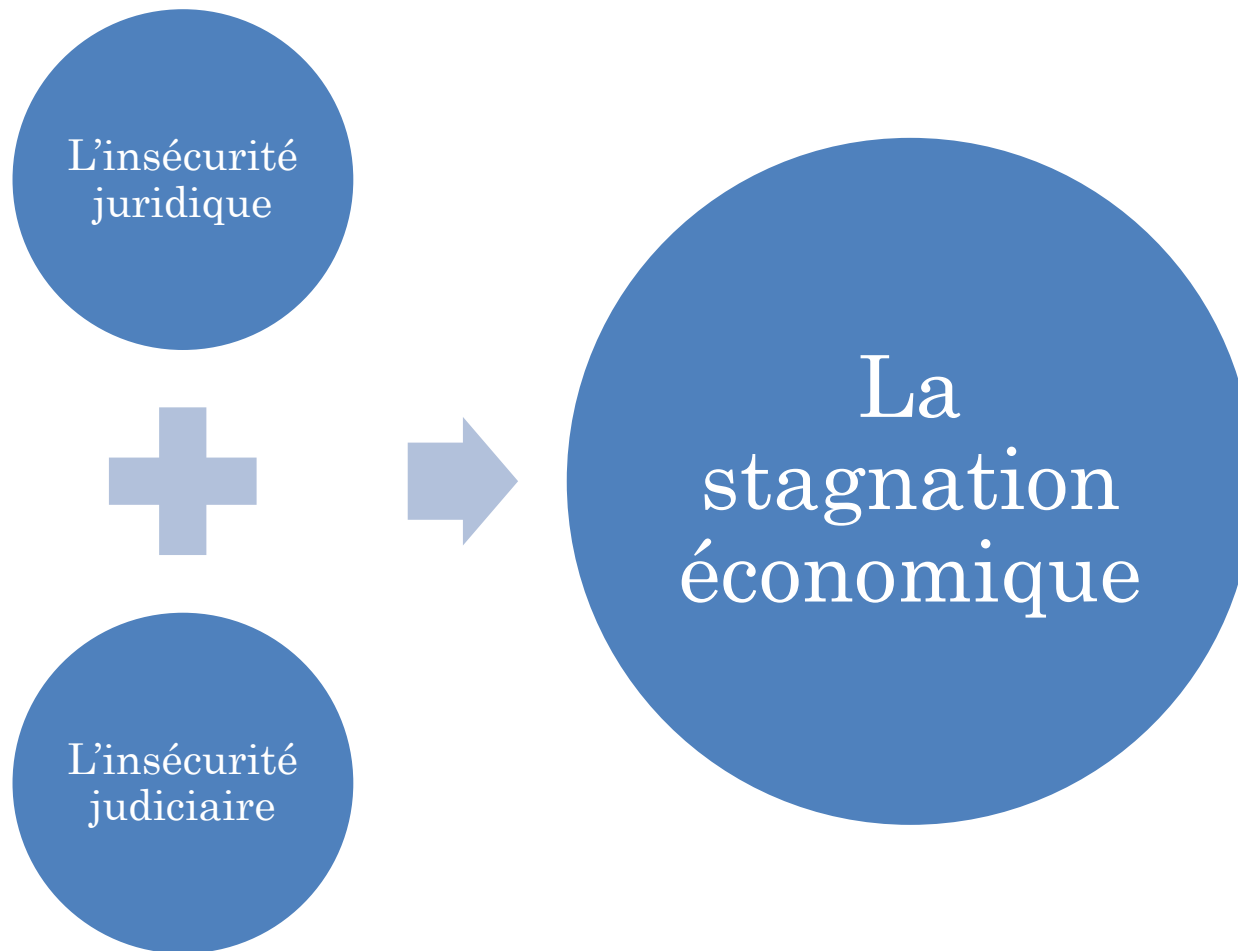 L’insécurité
juridique
L’insécurité
judiciaire
La
stagnation
économique